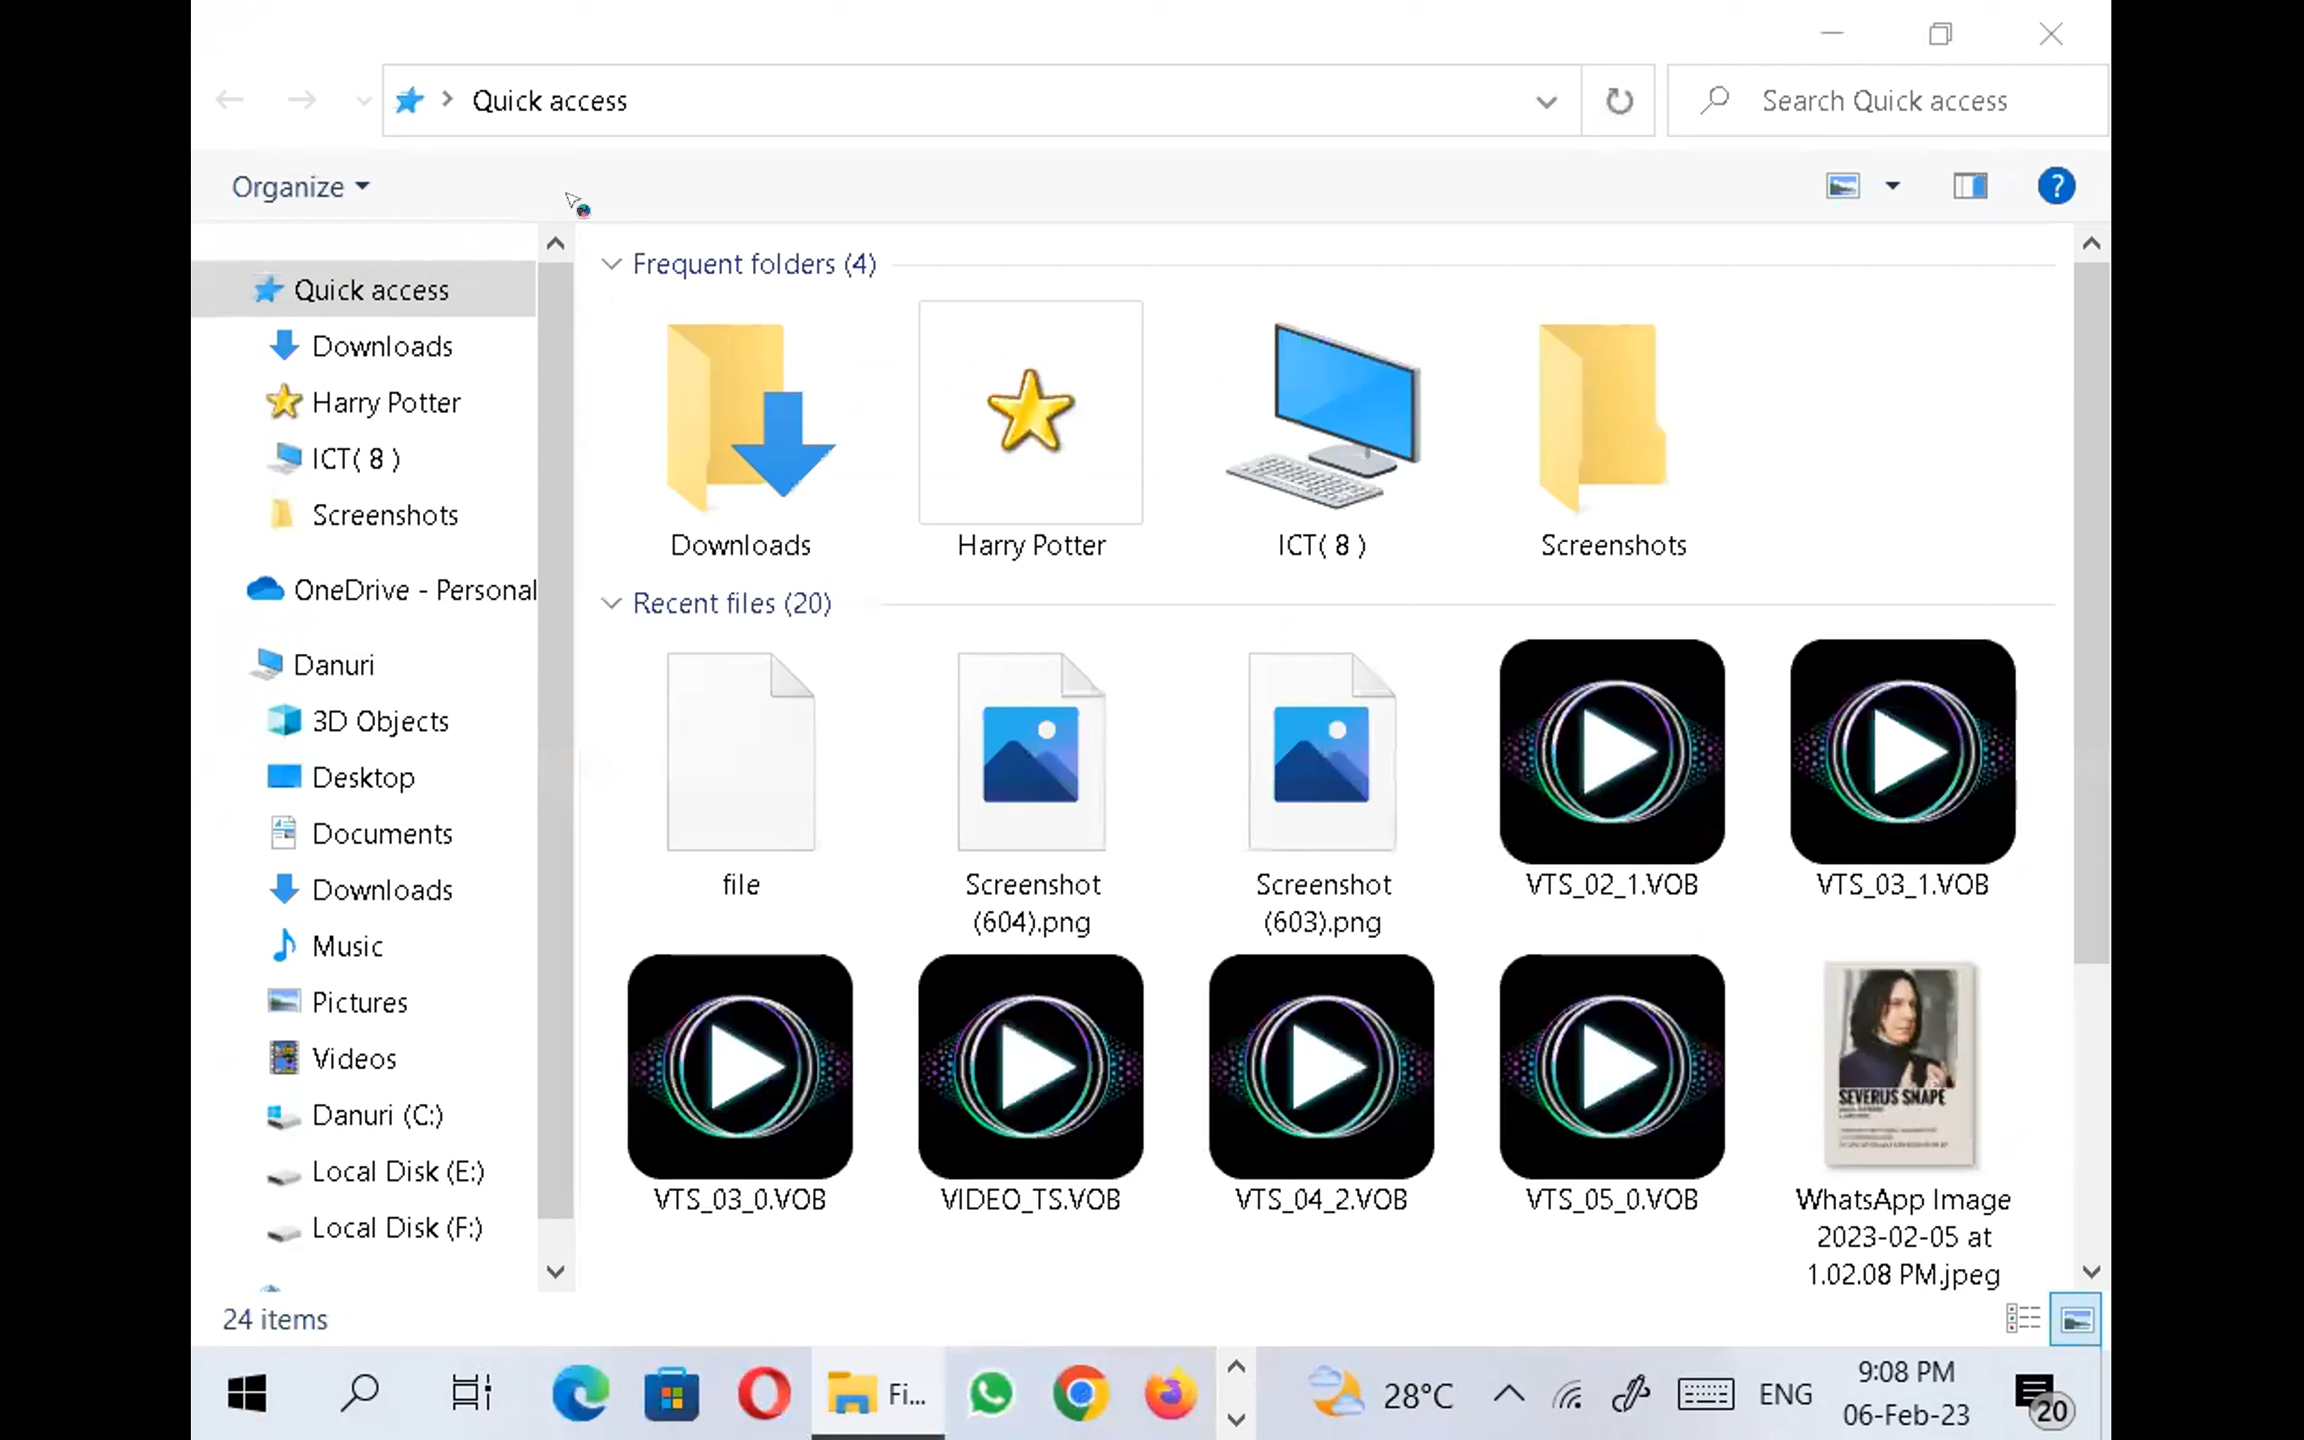 Quick access
Search Quick access
Organize
?
Quick access
Downloads
Harry Potter
ICT( 8 )
Screenshots
OneDrive - Personal
Danuri
3D Objects
Desktop
Documents
Downloads
Music
Pictures
Videos
Danuri (C:)
Local Disk (E:)
Local Disk (F:)
Frequent folders (4)
Downloads
Harry Potter
ICT( 8 )
Screenshots
Recent files (20)
file
Screenshot
(604).png
Screenshot
(603).png
VTS_02_1.VOB
VTS_03_1.VOB
VTS_03_0.VOB
VIDEO_TS.VOB
VTS_04_2.VOB
VTS_05_0.VOB
SEVERUS SNAPE
WhatsApp Image
2023-02-05 at
1.02.08 PM.jpeg
24 items
Fi...
28°C
ENG
9:08 PM
06-Feb-23
20